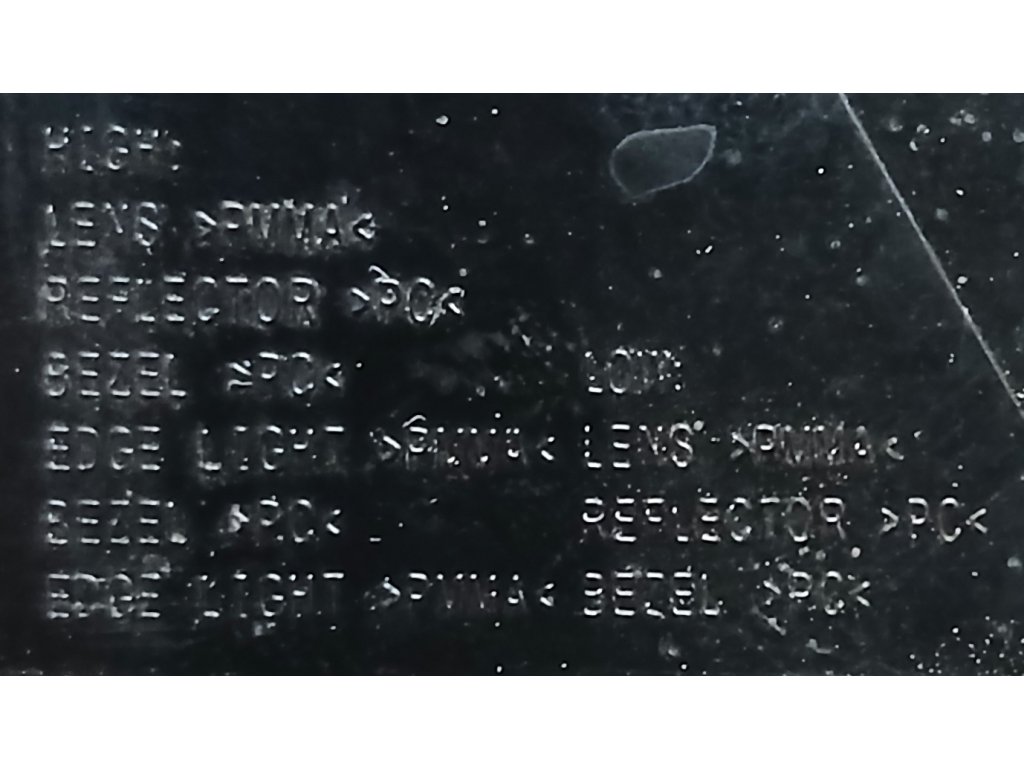 HIGH:
LENS >PMMA<
REFLECTOR >PC<
BEZEL >PC<
EDGE LIGHT >PMMA<
BEZEL >PC<
EDGE LIGHT >PMMA<
LOW:
LENS >PMMA<
REFLECTOR >PC<
BEZEL >PC<